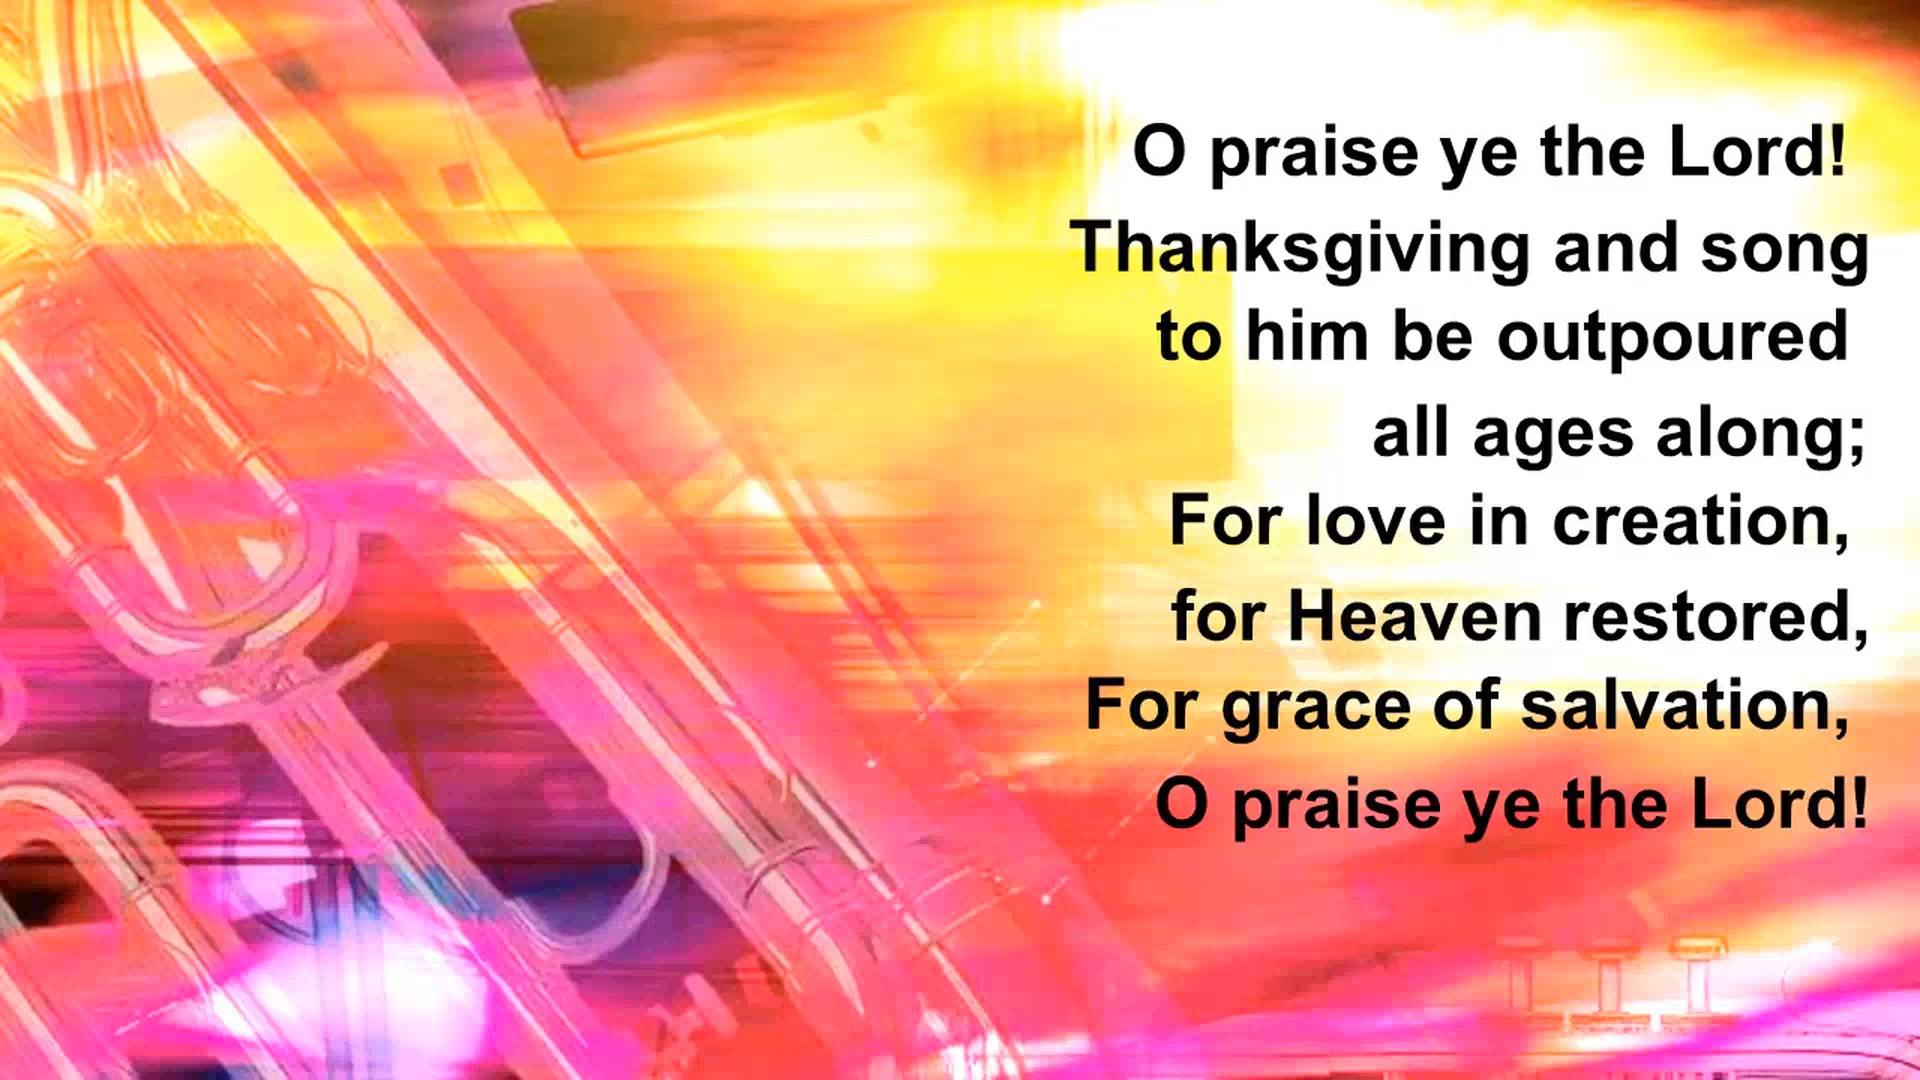 O praise ye the Lord!
Thanksgiving and song
to him be outpoured
all ages along;
For love in creation,
for Heaven restored,
For grace of salvation,
O praise ye the Lord!